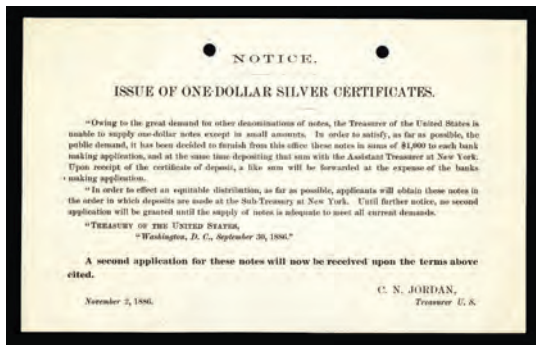 NOTICE.
ISSUE OF ONE-DOLLAR SILVER CERTIFICATES.
"Owing to the great demand for other denominations of notes, the Treasurer of the United States is
unable to supply one-dollar notes except in small amounts. In order to satisfy, as far as possible, the
public demand, it has been decided to furnish from this office these notes in sums of $1,000 to each bank
making application, and at the same time depositing that sum with the Assistant Treasurer at New York.
Upon receipt of the certificate of deposit, a like sum will be forwarded at the expense of the banks
making application.
"In order to effect an equitable distribution, as far as possible, applicants will obtain these notes in
the order in which deposits are made at the Sub-Treasury at New York. Until further notice, no second
application will be granted until the supply of notes is adequate to meet all current demands.
"TREASURY OF THE UNITED STATES,
"Washington, D. C., September 30, 1886."
A second application for these notes will now be received upon the terms above
cited.
C. N. JORDAN,
November 2, 1886. Treasurer U. S.